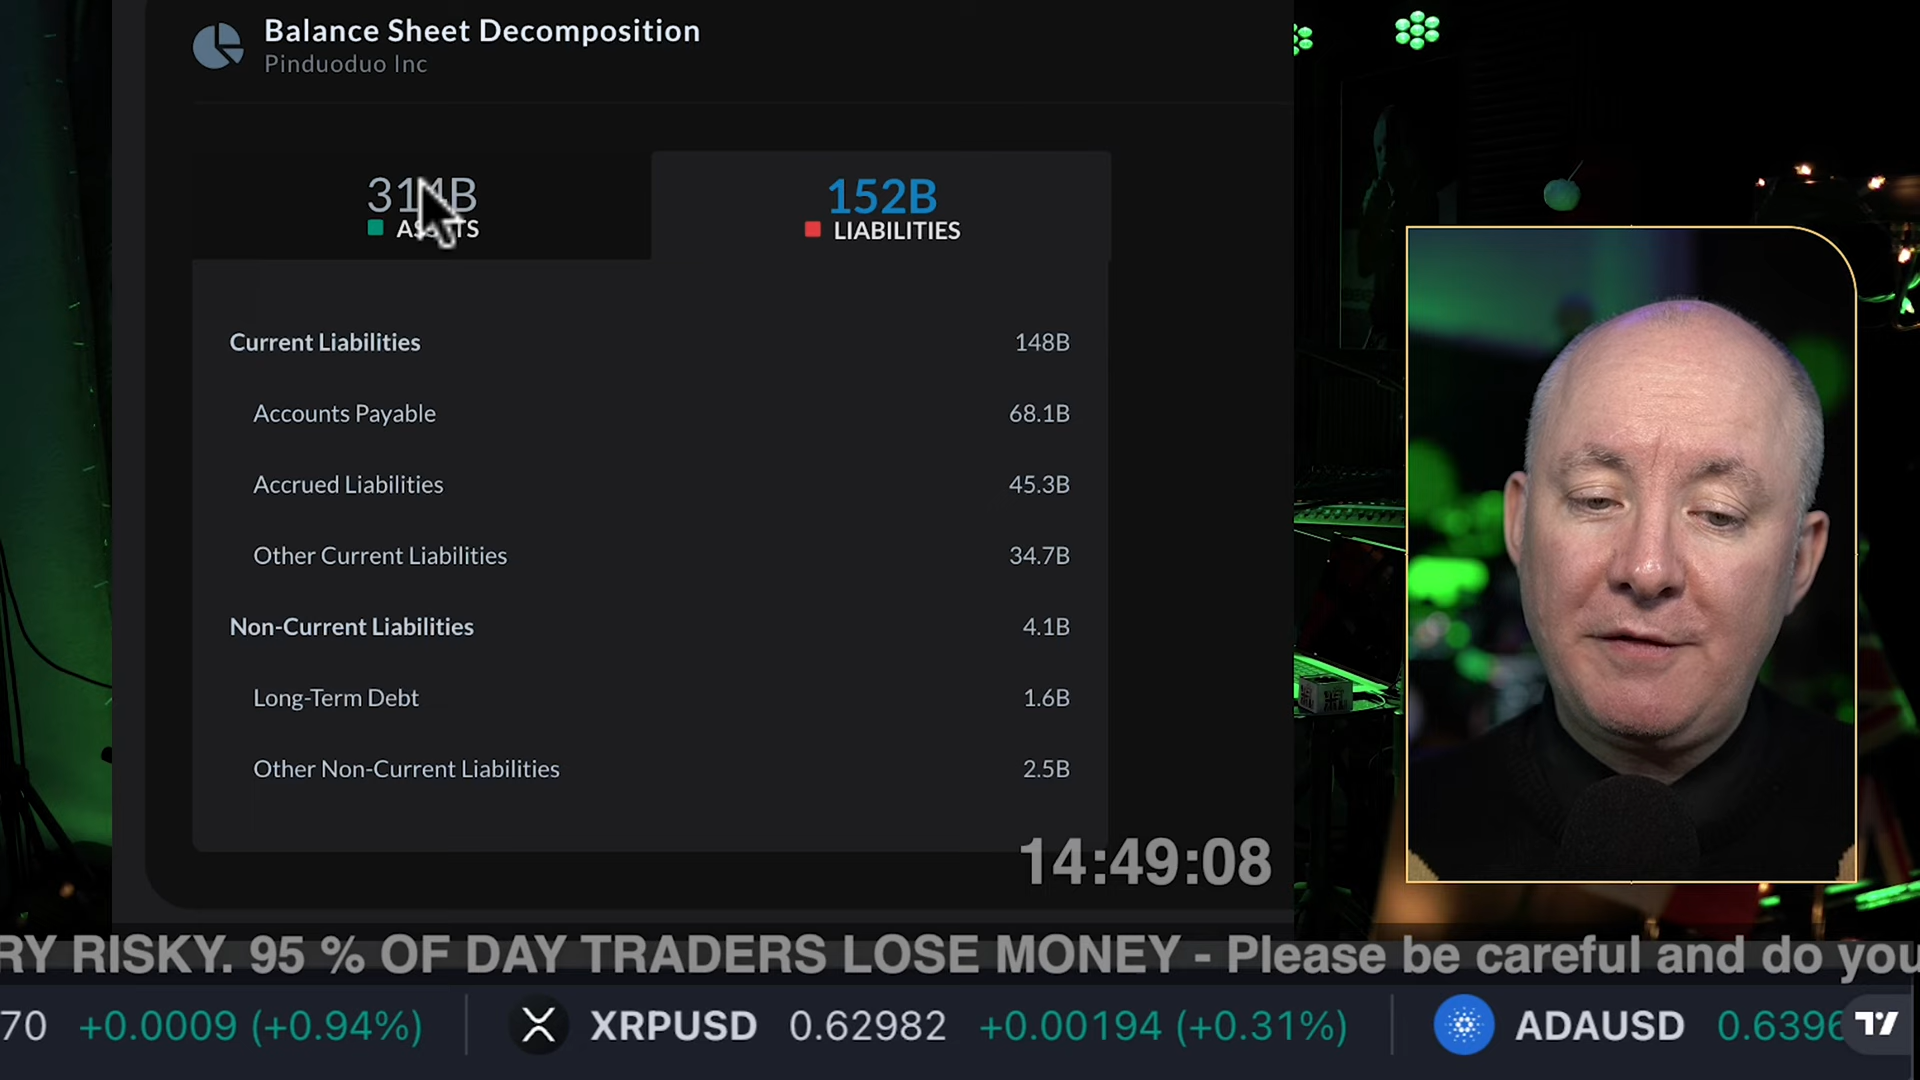 Balance Sheet Decomposition
Pinduoduo Inc
152B
LIABILITIES
Current Liabilities 148B
Accounts Payable 68.1B
Accrued Liabilities 45.3B
Other Current Liabilities 34.7B
Non-Current Liabilities 4.1B
Long-Term Debt 1.6B
Other Non-Current Liabilities 2.5B
14:49:08
RY RISKY. 95 % OF DAY TRADERS LOSE MONEY - Please be careful and do you
70 +0.0009 (+0.94%) XRPUSD 0.62982 +0.00194 (+0.31%) ADAUSD 0.6396